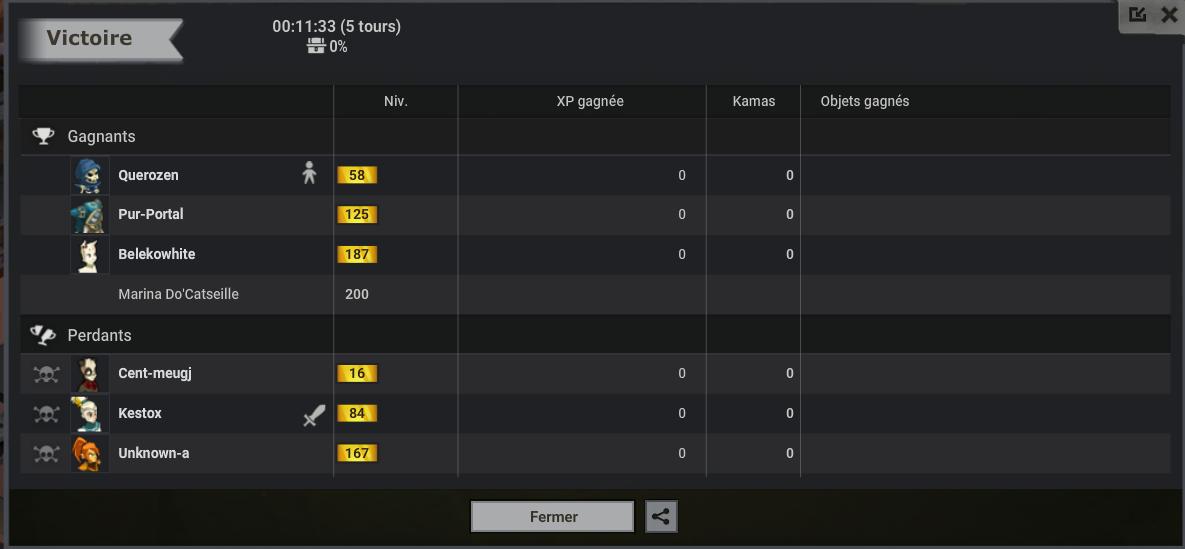 Victoire
00:11:33 (5 tours)
0%
Niv. XP gagnée Kamas Objets gagnés
Gagnants
Querozen 58 0 0
Pur-Portal 125 0 0
Belekowhite 187 0 0
Marina Do'Catseille 200
Perdants
Cent-meugj 16 0 0
Kestox 84 0 0
Unknown-a 167 0 0
Fermer